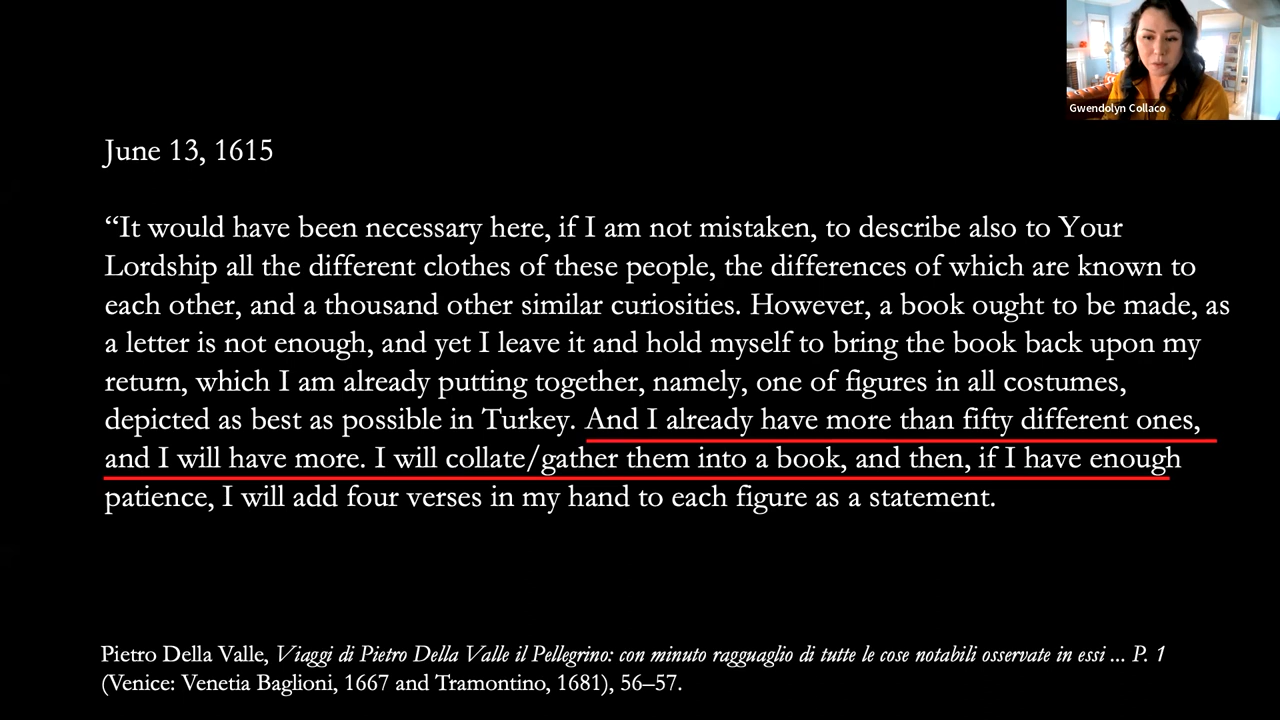 Gwendolyn Collaco
June 13, 1615
“It would have been necessary here, if I am not mistaken, to describe also to Your
Lordship all the different clothes of these people, the differences of which are known to
each other, and a thousand other similar curiosities. However, a book ought to be made, as
a letter is not enough, and yet I leave it and hold myself to bring the book back upon my
return, which I am already putting together, namely, one of figures in all costumes,
depicted as best as possible in Turkey. And I already have more than fifty different ones,
and I will have more. I will collate/gather them into a book, and then, if I have enough
patience, I will add four verses in my hand to each figure as a statement.
Pietro Della Valle, Viaggi di Pietro Della Valle il Pellegrino: con minuto ragguaglio di tutte le cose notabili osservate in essi ... P. 1
(Venice: Venetia Baglioni, 1667 and Tramontino, 1681), 56–57.